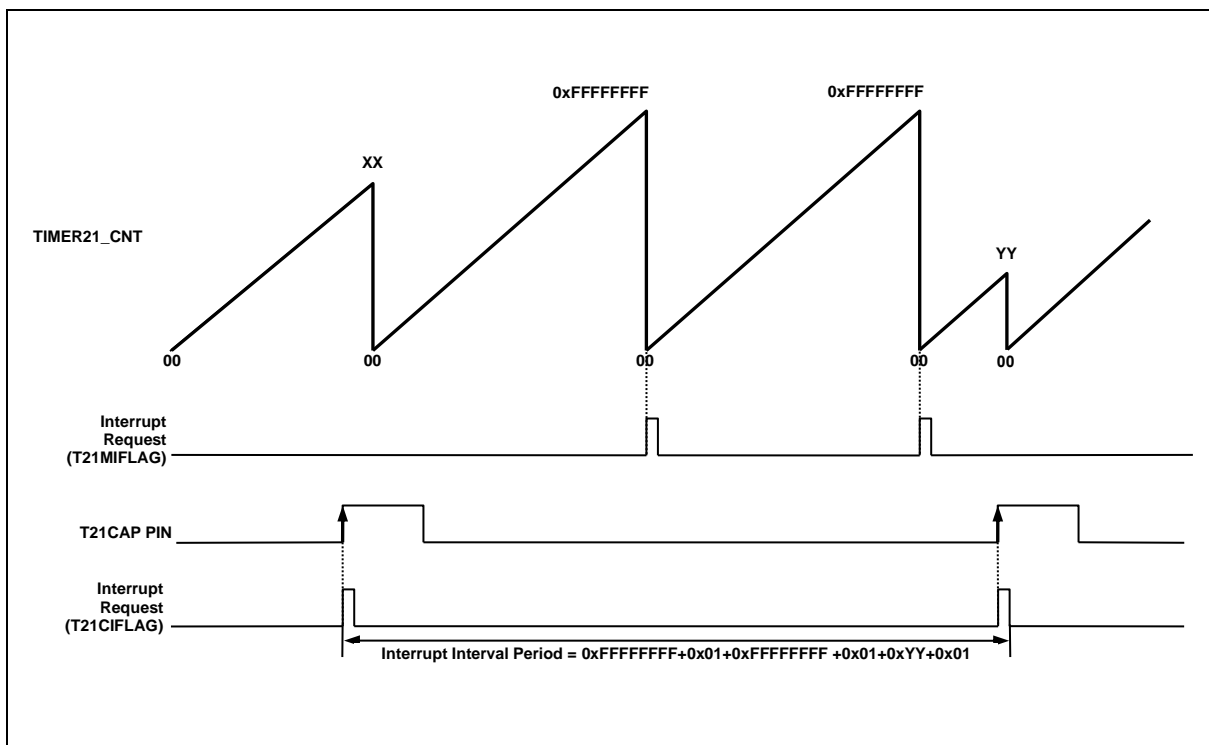 0xFFFFFFFF 0xFFFFFFFF
XX
TIMER21_CNT
YY
00 00 00 00 00
Interrupt
Request
(T21MIFLAG)
T21CAP PIN
Interrupt
Request
(T21CIFLAG)
Interrupt Interval Period = 0xFFFFFFFF+0x01+0xFFFFFFFF +0x01+0xYY+0x01